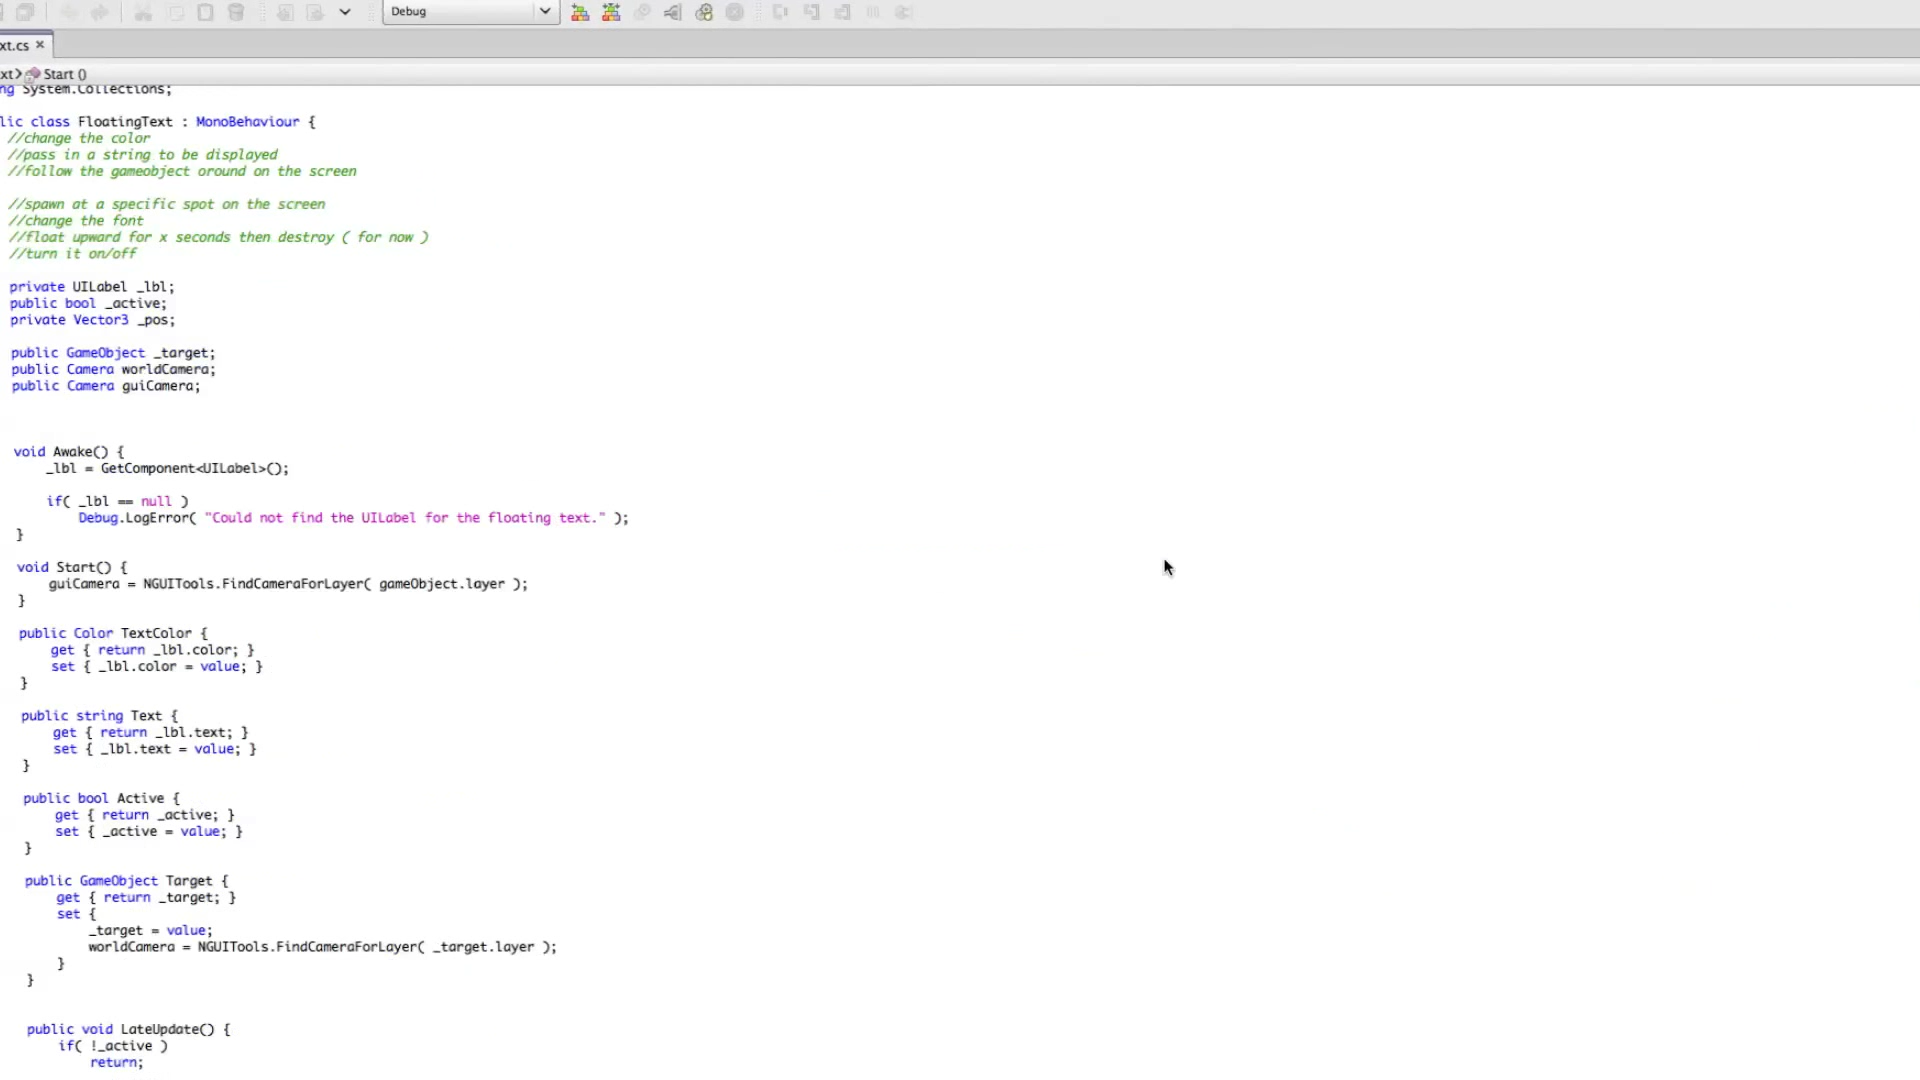 Debug
xt.cs
xt> Start ()
ng System.Collections;
lic class FloatingText : MonoBehaviour {
//change the color
//pass in a string to be displayed
//follow the gameobject oround on the screen
//spawn at a specific spot on the screen
//change the font
//float upward for x seconds then destroy ( for now )
//turn it on/off
private UILabel _lbl;
public bool _active;
private Vector3 _pos;
public GameObject _target;
public Camera worldCamera;
public Camera guiCamera;
void Awake() {
_lbl = GetComponent<UILabel>();
if( _lbl == null )
Debug.LogError( "Could not find the UILabel for the floating text." );
}
void Start() {
guiCamera = NGUITools.FindCameraForLayer( gameObject.layer );
}
public Color TextColor {
get { return _lbl.color; }
set { _lbl.color = value; }
}
public string Text {
get { return _lbl.text; }
set { _lbl.text = value; }
}
public bool Active {
get { return _active; }
set { _active = value; }
}
public GameObject Target {
get { return _target; }
set {
_target = value;
worldCamera = NGUITools.FindCameraForLayer( _target.layer );
}
}
public void LateUpdate() {
if( !_active )
return;